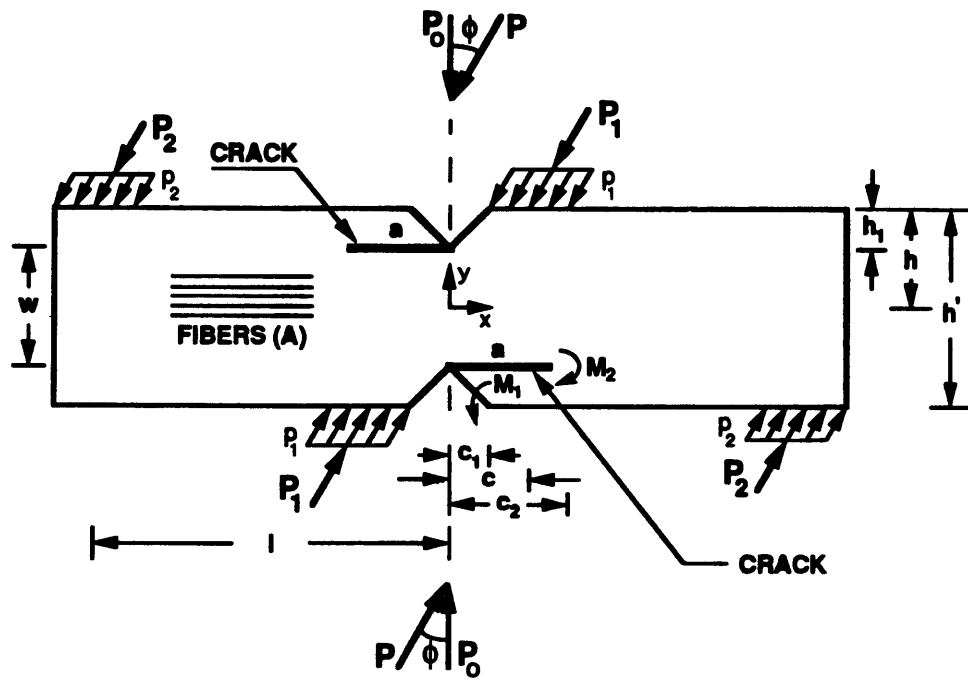 P₀ ϕ P
P₂
P₁
CRACK
p₂
p₁
a
h₁
h
h'
y
x
w
FIBERS (A)
a
M₂
M₁
p₁
p₂
c₁
c
c₂
P₁
P₂
l
CRACK
P ϕ P₀